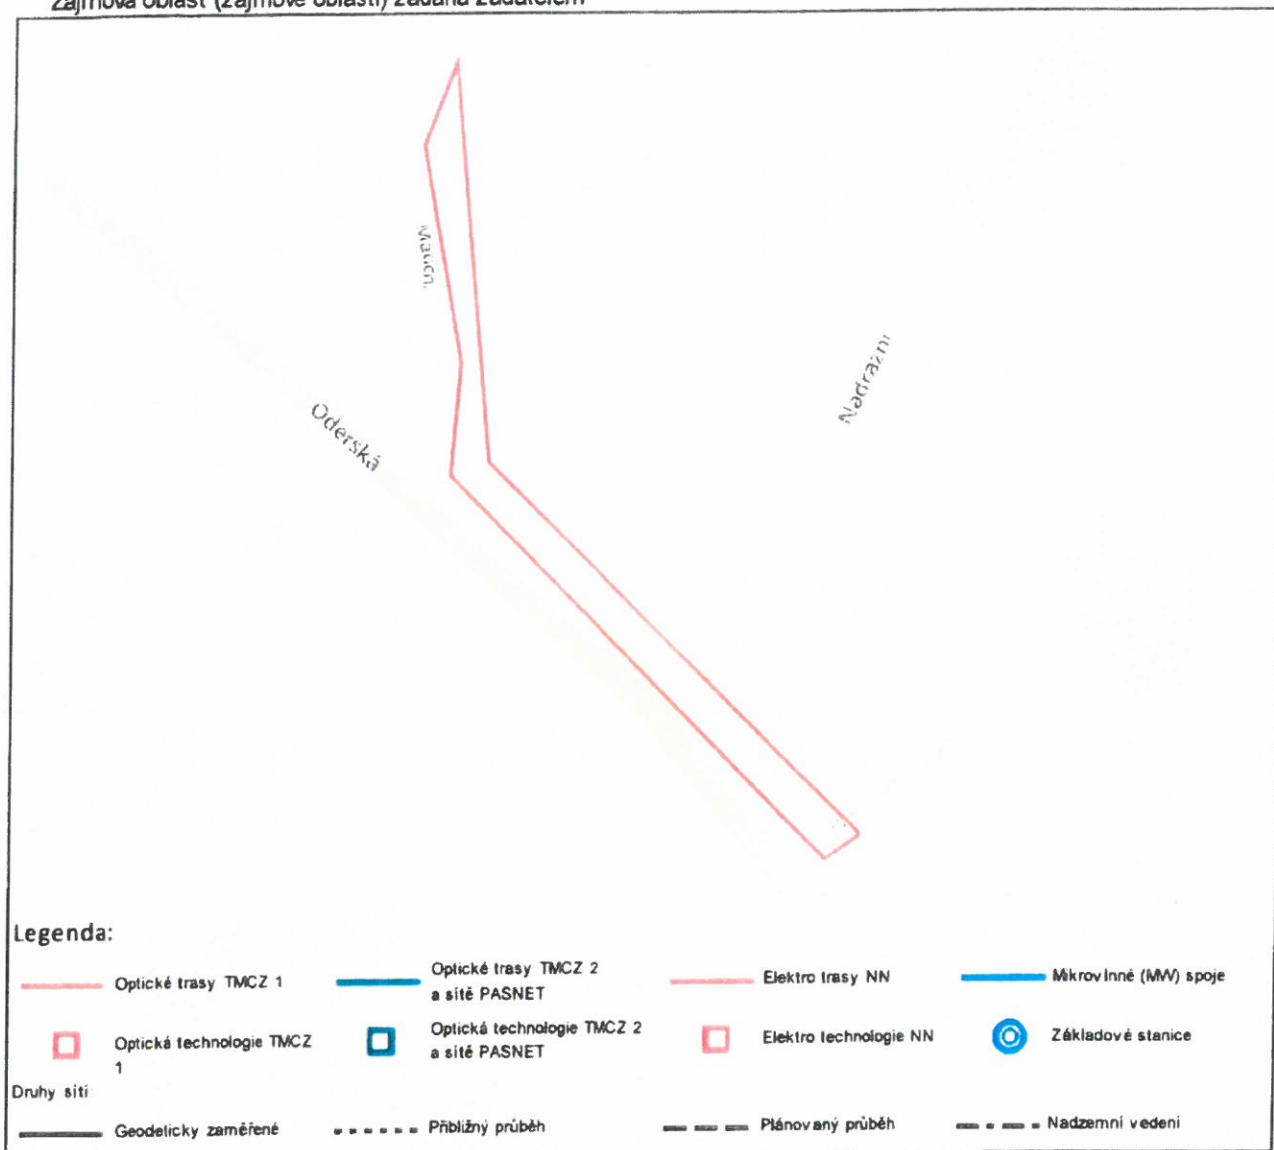 Zájmová oblast (zájmové oblasti) zadaná žadatelem
Oderská
Nádražní
Legenda:
Optické trasy TMCZ 1
Optické trasy TMCZ 2
a sítě PASNET
Elektro trasy NN
Mikrovlnné (MW) spoje
Optická technologie TMCZ
1
Optická technologie TMCZ 2
a sítě PASNET
Elektro technologie NN
Základové stanice
Druhy sítí
Geodeticky zaměřené
Přibližný průběh
Plánovaný průběh
Nadzemní vedení